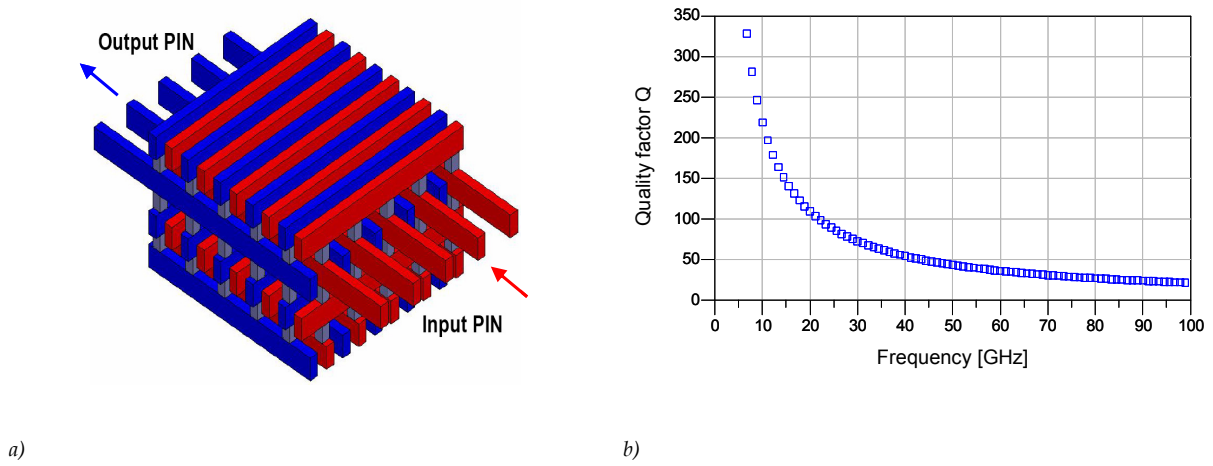 Output PIN
Input PIN
a)
350
300
250
200
150
100
50
0
Quality factor Q
0 10 20 30 40 50 60 70 80 90 100
Frequency [GHz]
b)